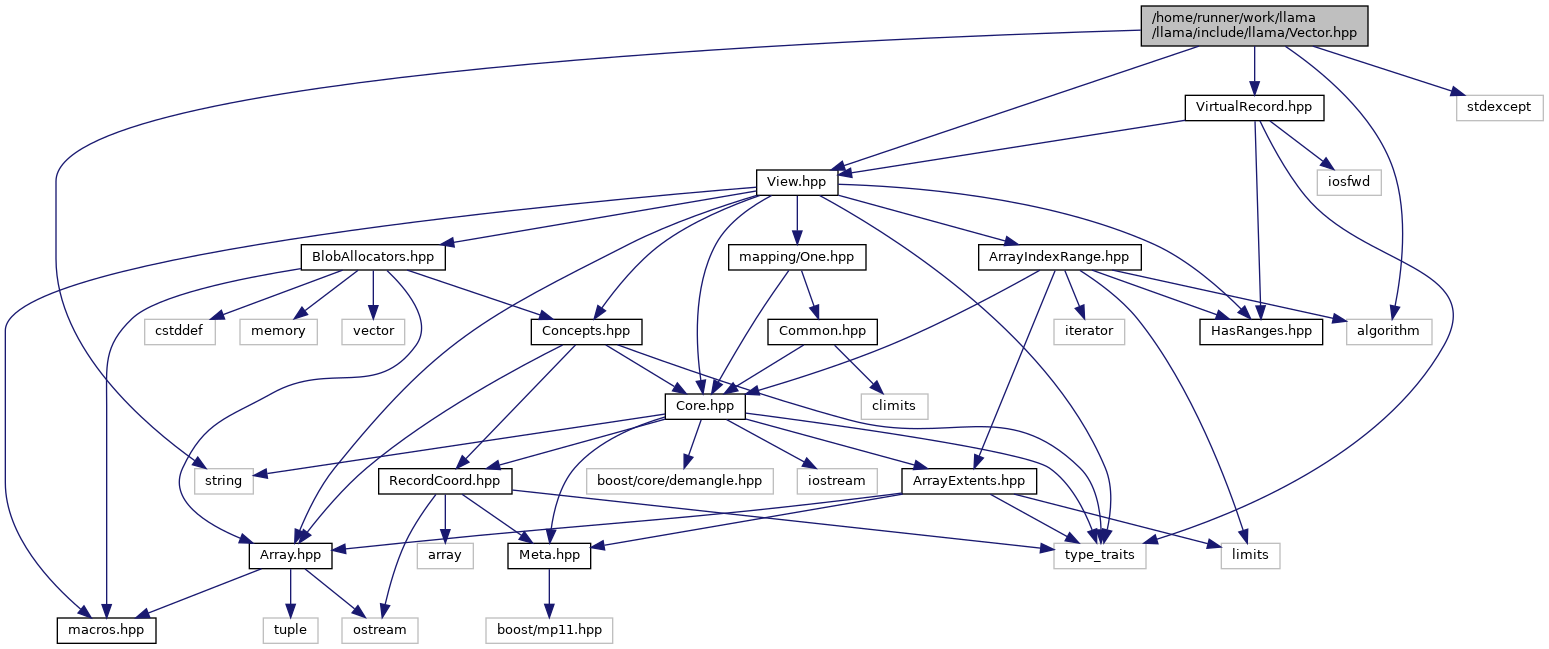 /home/runner/work/llama
/llama/include/llama/Vector.hpp
VirtualRecord.hpp
stdexcept
View.hpp
iosfwd
BlobAllocators.hpp
mapping/One.hpp
ArrayIndexRange.hpp
cstddef
memory
vector
Concepts.hpp
Common.hpp
iterator
HasRanges.hpp
algorithm
Core.hpp
climits
string
RecordCoord.hpp
boost/core/demangle.hpp
iostream
ArrayExtents.hpp
Array.hpp
array
Meta.hpp
type_traits
limits
macros.hpp
tuple
ostream
boost/mp11.hpp